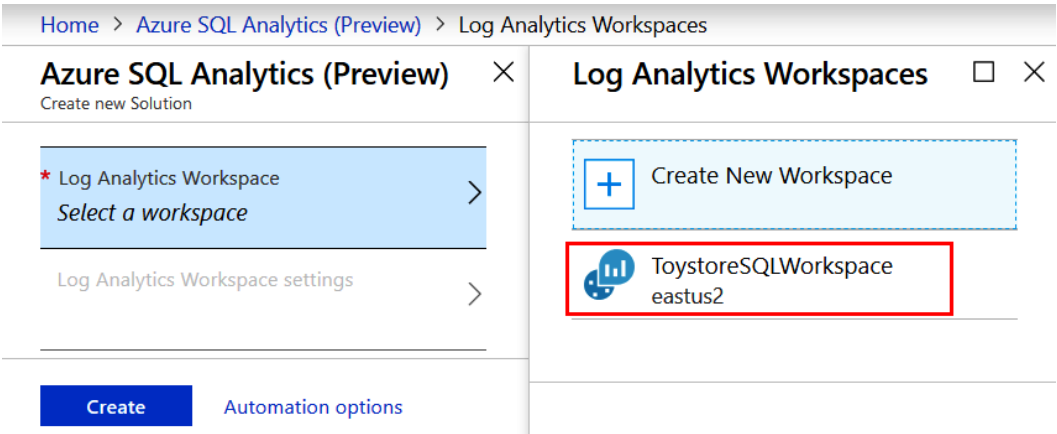 Home > Azure SQL Analytics (Preview) > Log Analytics Workspaces
Azure SQL Analytics (Preview)
Create new Solution
* Log Analytics Workspace
Select a workspace
Log Analytics Workspace settings
Create
Automation options
Log Analytics Workspaces
Create New Workspace
ToystoreSQLWorkspace
eastus2